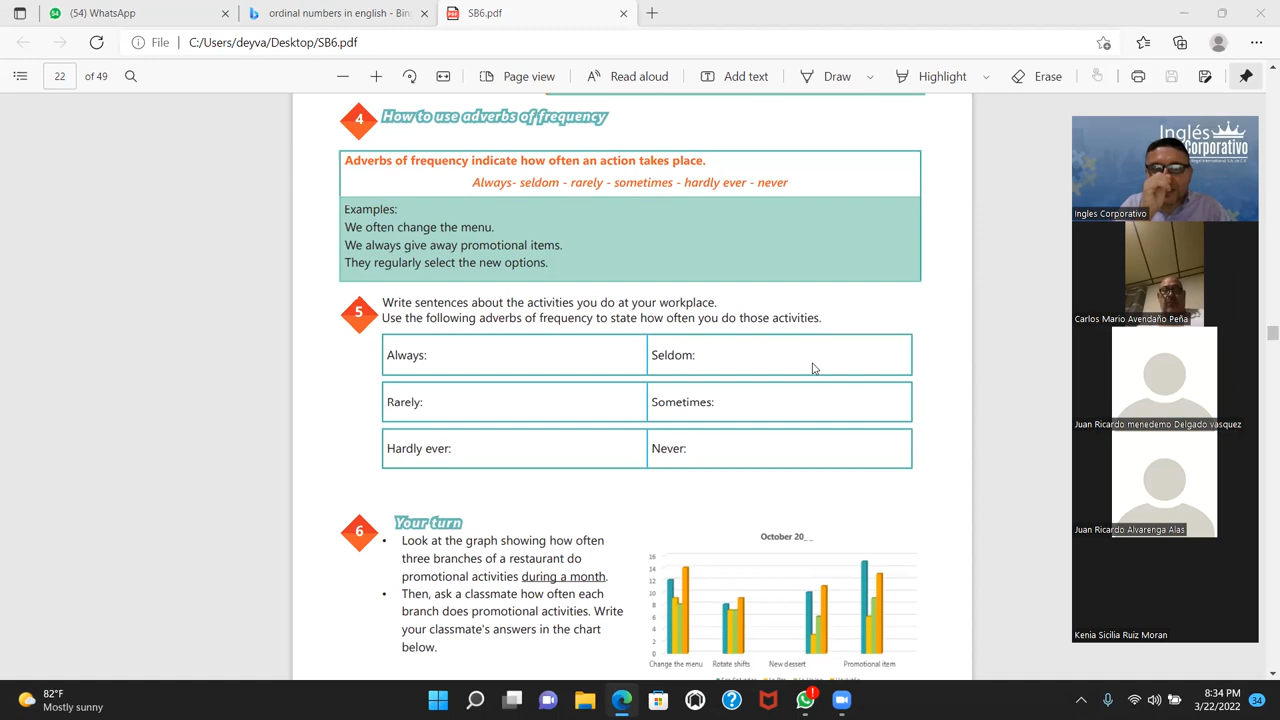 (54) WhatsApp
ordinal numbers in english - Bin
SB6.pdf
File
C:/Users/deyva/Desktop/SB6.pdf
22
of 49
Page view
Read aloud
Add text
Draw
Highlight
Erase
4
How to use adverbs of frequency
Adverbs of frequency indicate how often an action takes place.
Always- seldom - rarely - sometimes - hardly ever - never
Examples:
We often change the menu.
We always give away promotional items.
They regularly select the new options.
5
Write sentences about the activities you do at your workplace.
Use the following adverbs of frequency to state how often you do those activities.
Always:
Seldom:
Rarely:
Sometimes:
Hardly ever:
Never:
6
Your turn
• Look at the graph showing how often
three branches of a restaurant do
promotional activities during a month.
• Then, ask a classmate how often each
branch does promotional activities. Write
your classmate's answers in the chart
below.
October 20_ _
16
14
12
10
8
6
4
2
0
Change the menu
Rotate shifts
New dessert
Promotional item
Inglés
Corporativo
Ingles Corporativo
Carlos Mario Avendaño Peña
Juan Ricardo menedemo Delgado vasquez
Juan Ricardo Alvarenga Alas
Kenia Sicilia Ruiz Moran
82°F
Mostly sunny
8:34 PM
3/22/2022
34